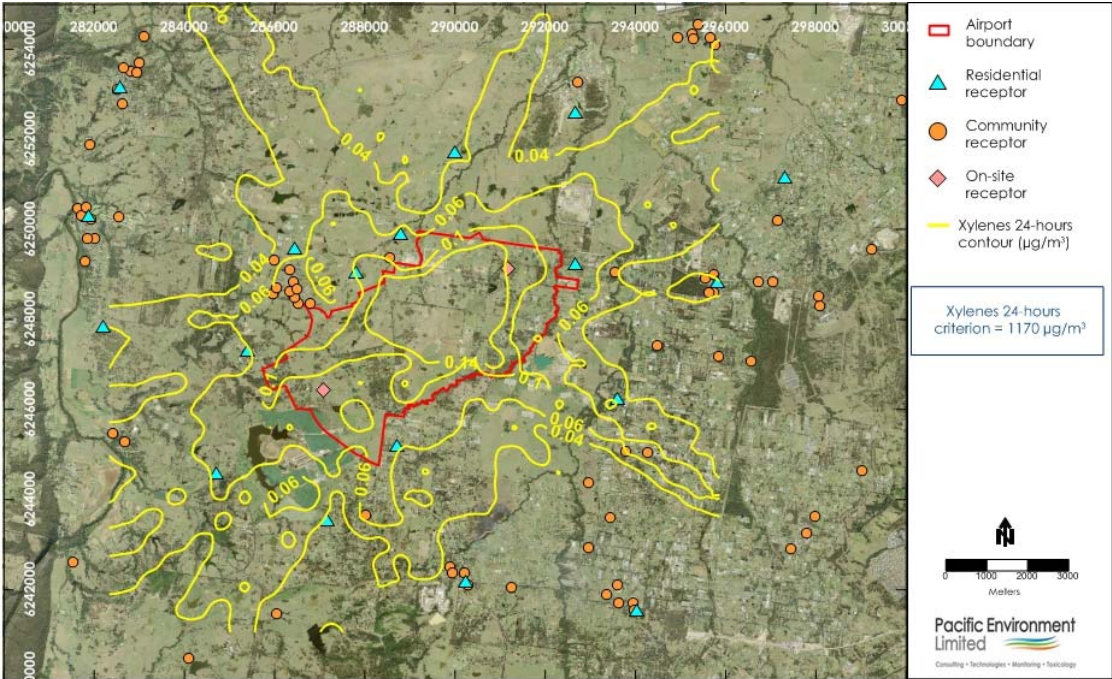 282000 284000 286000 288000 290000 292000 294000 296000 298000
6254000
6252000
6250000
6248000
6246000
6244000
6242000
0.04
0.04
0.06
0.1
0.04
0.06
0.06
0.06
0.14
0.1
0.06
0.04
0.06
0.06
Airport
boundary
Residential
receptor
Community
receptor
On-site
receptor
Xylenes 24-hours
contour (µg/m³)
Xylenes 24-hours
criterion = 1170 µg/m³
N
0 1000 2000 3000
Meters
Pacific Environment
Limited
Consulting • Technologies • Monitoring • Toxicology